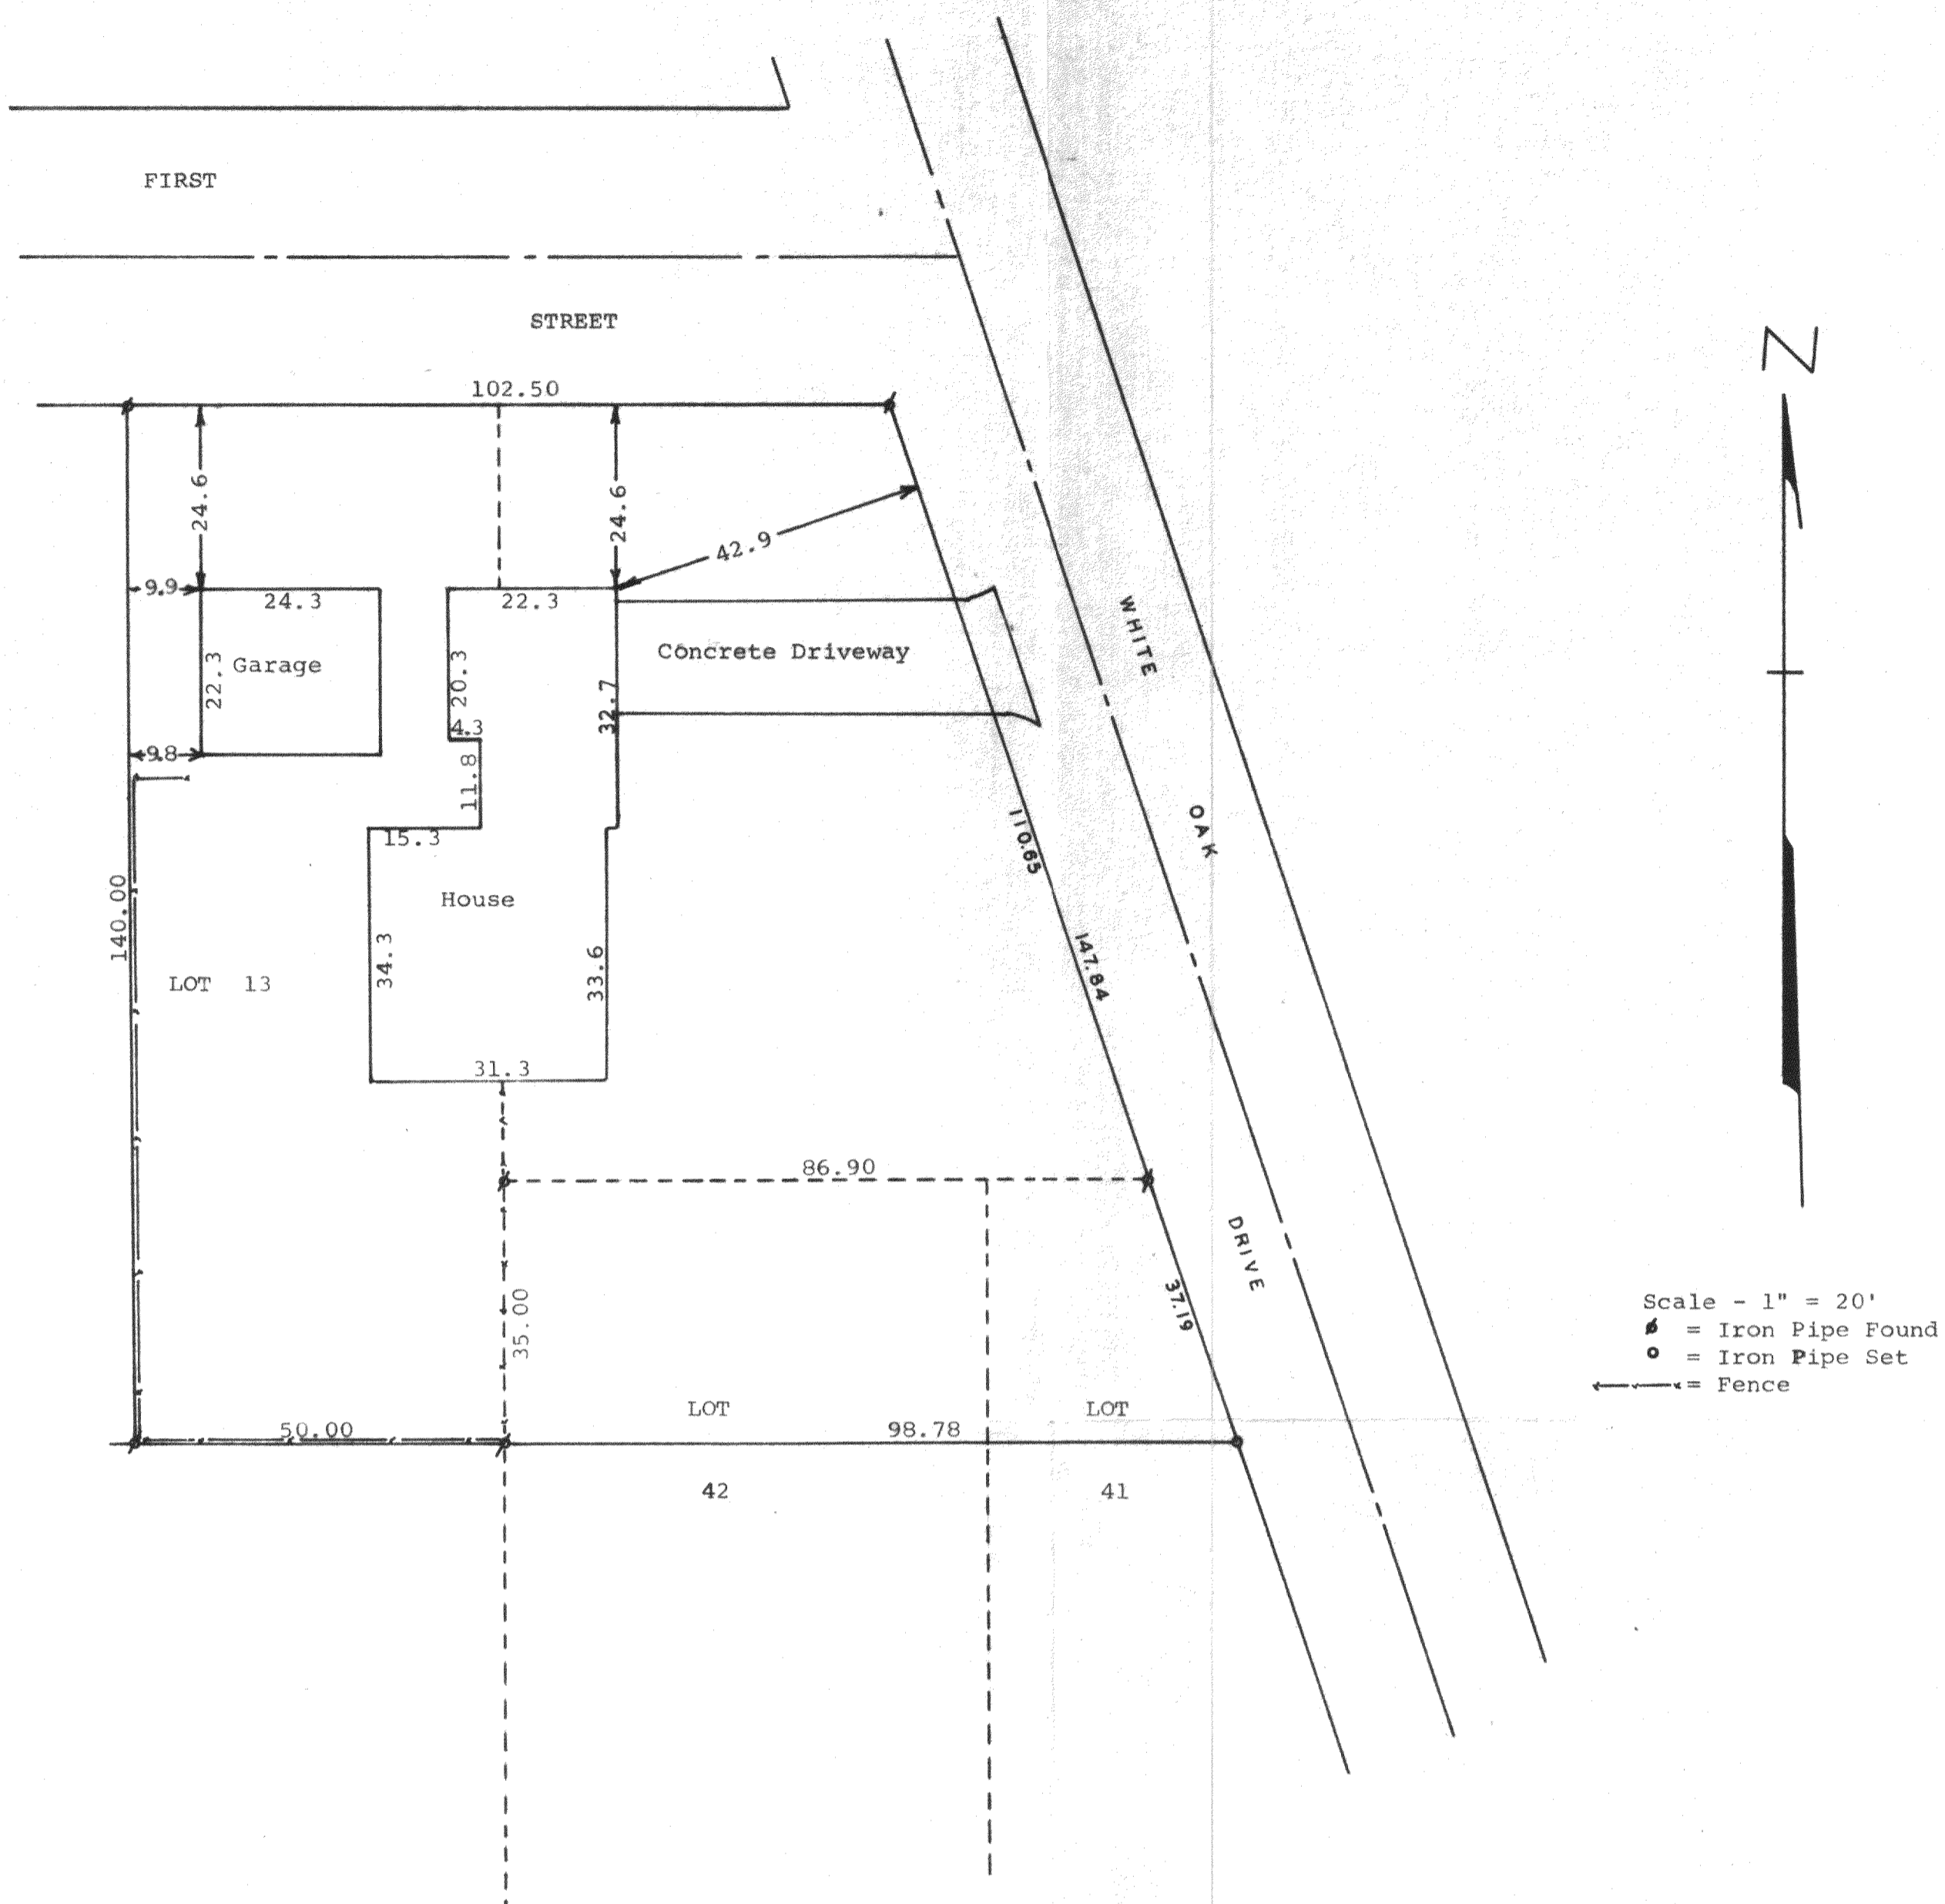 FIRST
STREET
102.50
24.6
24.6
42.9
9.9
24.3
22.3
22.3
Garage
20.3
32.7
Concrete Driveway
4.3
9.8
11.8
15.3
House
140.00
34.3
33.6
LOT 13
31.3
WHITE
OAK
DRIVE
110.65
147.84
37.19
86.90
35.00
50.00
LOT
98.78
LOT
42
41
N
Scale - 1" = 20'
= Iron Pipe Found
= Iron Pipe Set
= Fence